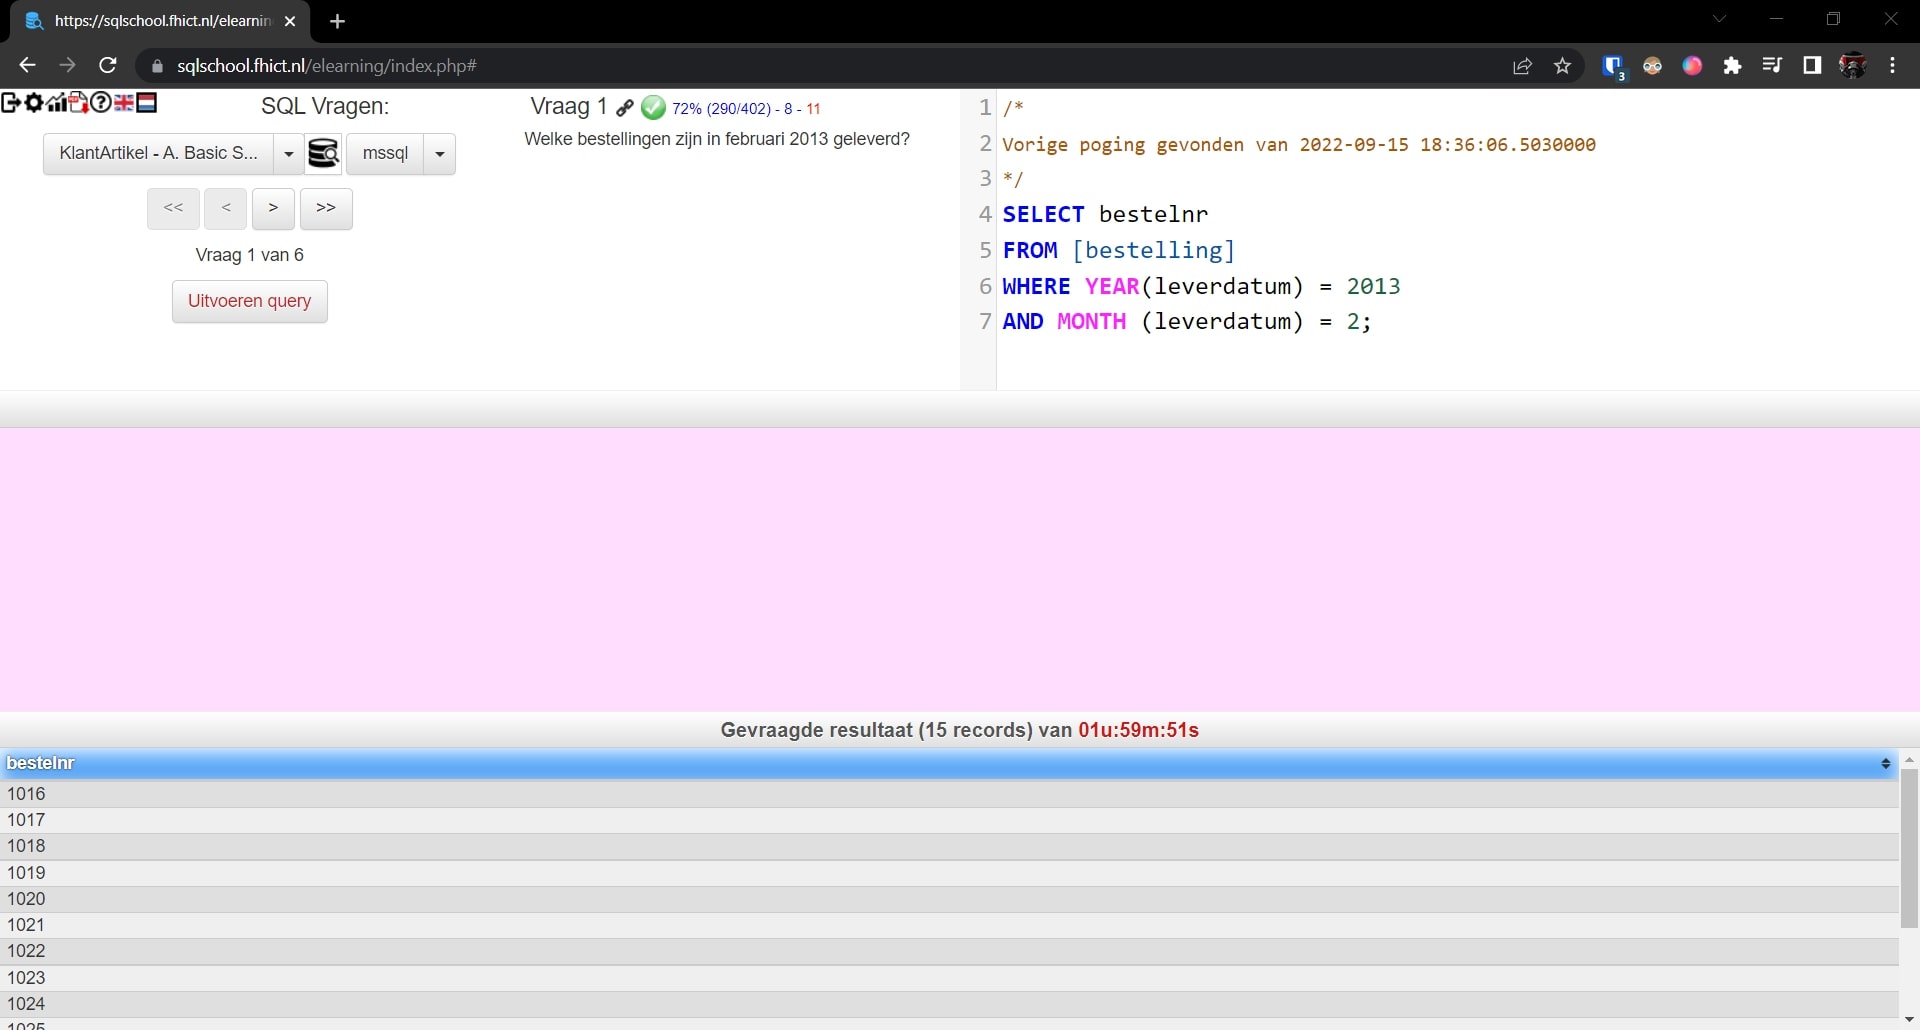 https://sqlschool.fhict.nl/elearnin
sqlschool.fhict.nl/elearning/index.php#
3
SQL Vragen:
KlantArtikel - A. Basic S...
mssql
<<
<
>
>>
Vraag 1 van 6
Uitvoeren query
Vraag 1 72% (290/402) - 8 - 11
Welke bestellingen zijn in februari 2013 geleverd?
1 /*
2 Vorige poging gevonden van 2022-09-15 18:36:06.5030000
3 */
4 SELECT bestelnr
5 FROM [bestelling]
6 WHERE YEAR(leverdatum) = 2013
7 AND MONTH (leverdatum) = 2;
Gevraagde resultaat (15 records) van 01u:59m:51s
bestelnr
1016
1017
1018
1019
1020
1021
1022
1023
1024
1025